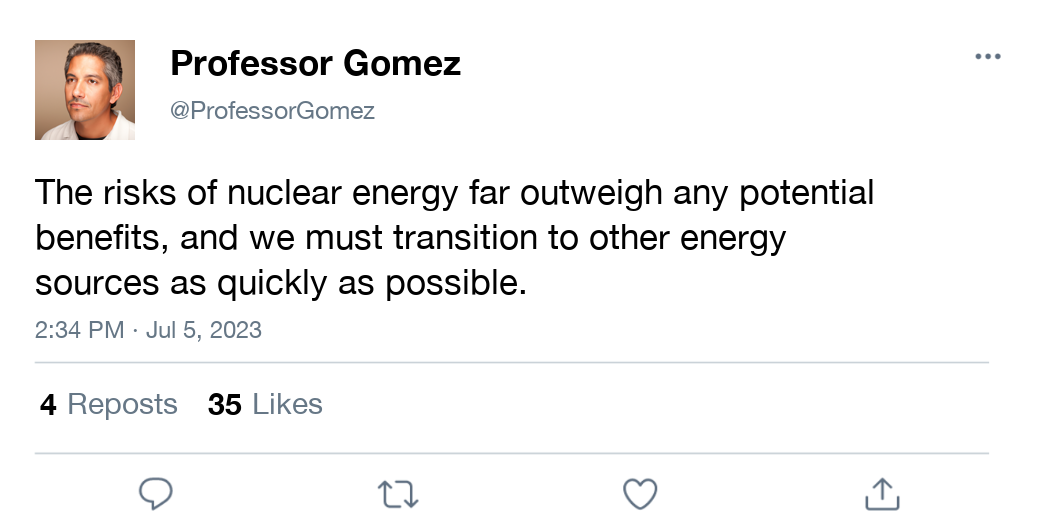 Professor Gomez
@ProfessorGomez
The risks of nuclear energy far outweigh any potential
benefits, and we must transition to other energy
sources as quickly as possible.
2:34 PM · Jul 5, 2023
4 Reposts 35 Likes